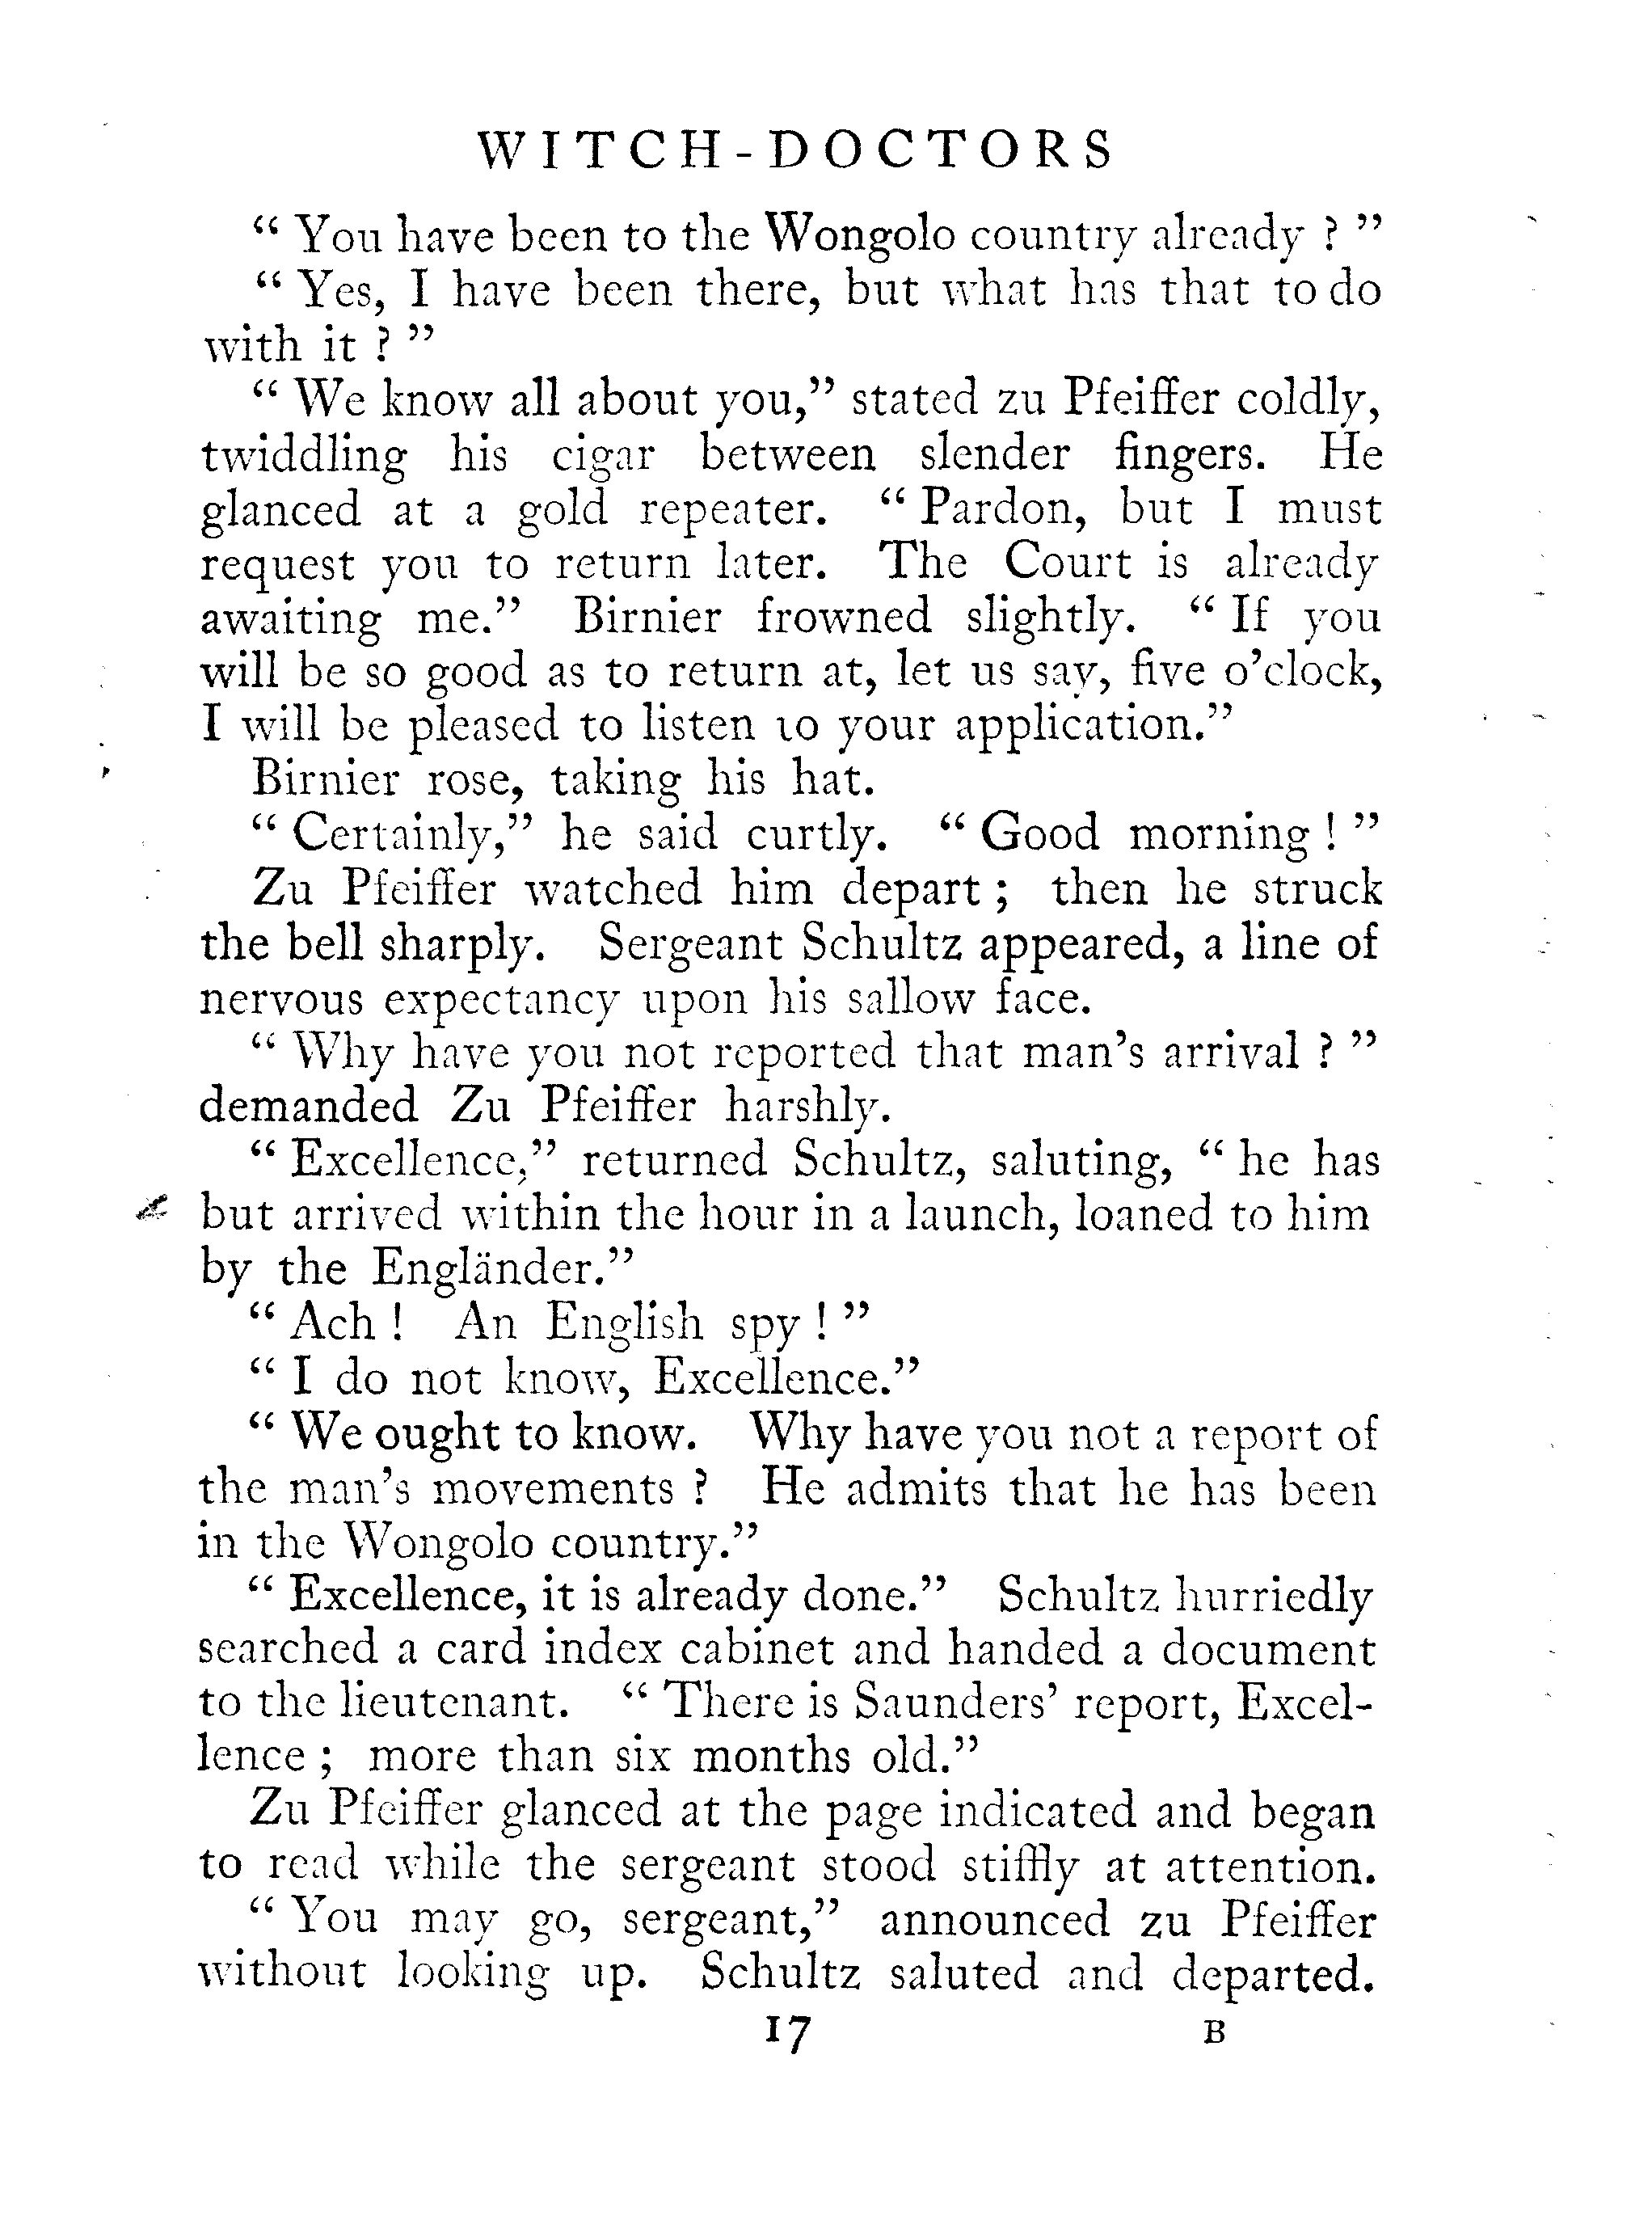 WITCH-DOCTORS
“ You have been to the Wongolo country already ? ”
“ Yes, I have been there, but what has that to do
with it ? ”
“ We know all about you,” stated zu Pfeiffer coldly,
twiddling his cigar between slender fingers. He
glanced at a gold repeater. “ Pardon, but I must
request you to return later. The Court is already
awaiting me.” Birnier frowned slightly. “ If you
will be so good as to return at, let us say, five o’clock,
I will be pleased to listen to your application.”
Birnier rose, taking his hat.
“ Certainly,” he said curtly. “ Good morning ! ”
Zu Pfeiffer watched him depart ; then he struck
the bell sharply. Sergeant Schultz appeared, a line of
nervous expectancy upon his sallow face.
“ Why have you not reported that man’s arrival ? ”
demanded Zu Pfeiffer harshly.
“ Excellence,” returned Schultz, saluting, “ he has
but arrived within the hour in a launch, loaned to him
by the Engländer.”
“ Ach ! An English spy ! ”
“ I do not know, Excellence.”
“ We ought to know. Why have you not a report of
the man’s movements ? He admits that he has been
in the Wongolo country.”
“ Excellence, it is already done.” Schultz hurriedly
searched a card index cabinet and handed a document
to the lieutenant. “ There is Saunders’ report, Excel-
lence ; more than six months old.”
Zu Pfeiffer glanced at the page indicated and began
to read while the sergeant stood stiffly at attention.
“ You may go, sergeant,” announced zu Pfeiffer
without looking up. Schultz saluted and departed.
17 B